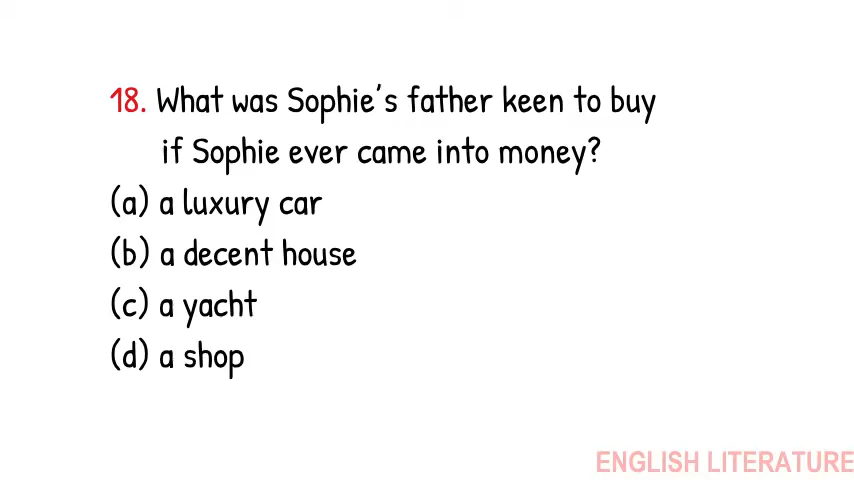 18. What was Sophie's father keen to buy
if Sophie ever came into money?
(a) a luxury car
(b) a decent house
(c) a yacht
(d) a shop
ENGLISH LITERATURE